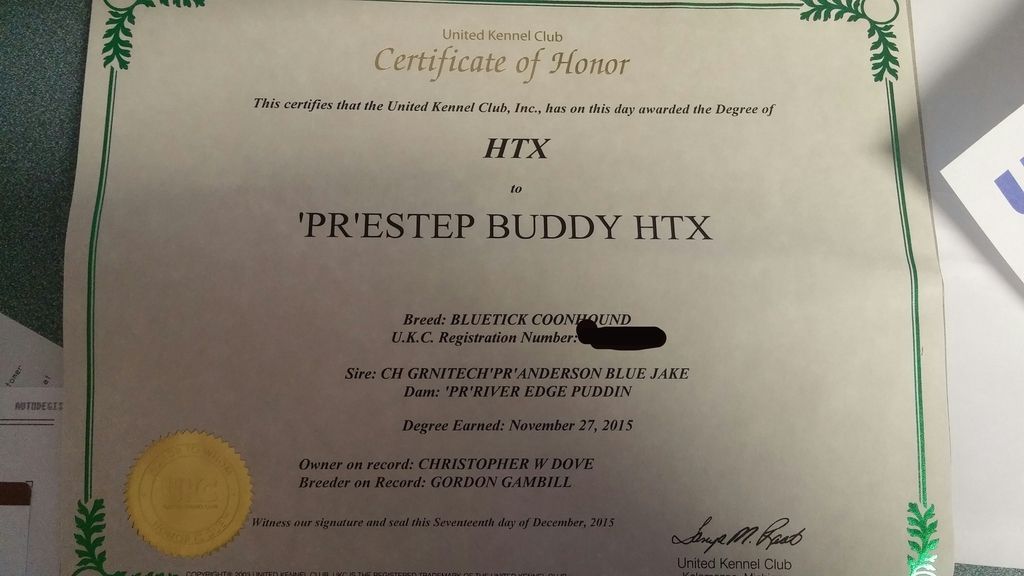 United Kennel Club
Certificate of Honor
This certifies that the United Kennel Club, Inc., has on this day awarded the Degree of
HTX
to
'PR'ESTEP BUDDY HTX
Breed: BLUETICK COONHOUND
U.K.C. Registration Number:
Sire: CH GRNITECH'PR'ANDERSON BLUE JAKE
Dam: 'PR'RIVER EDGE PUDDIN
Degree Earned: November 27, 2015
Owner on record: CHRISTOPHER W DOVE
Breeder on Record: GORDON GAMBILL
Witness our signature and seal this Seventeenth day of December, 2015
United Kennel Club